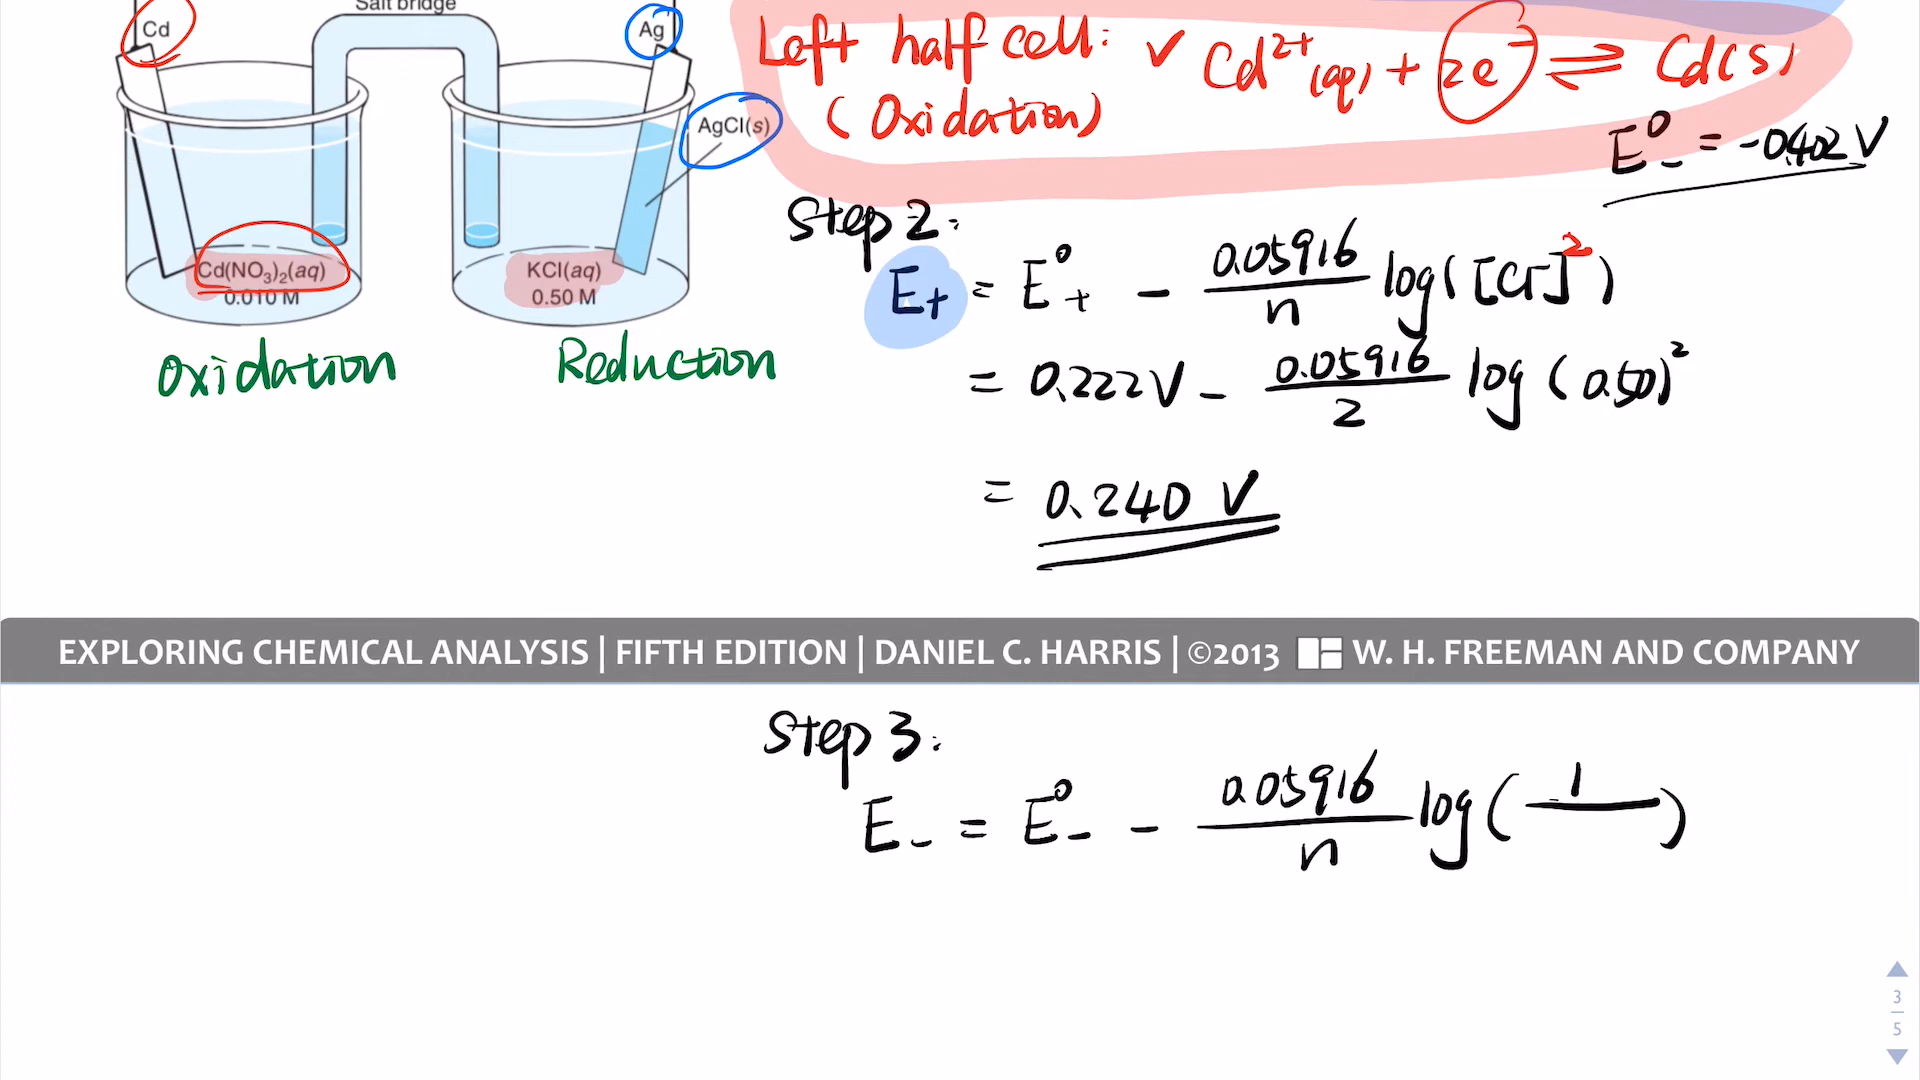 Salt bridge
Cd
Ag
AgCl(s)
Cd(NO₃)₂(aq)
0.010 M
KCl(aq)
0.50 M
Oxidation
Reduction
Left half cell: ✓ Cd²⁺(aq) + 2e⁻ ⇌ Cd(s)
(Oxidation)
E⁰₋ = -0.402 V
Step 2:
E₊ = E⁰₊ - 0.05916/n log([Cl⁻]²)
= 0.222 V - 0.05916/2 log (0.50)²
= 0.240 V
EXPLORING CHEMICAL ANALYSIS | FIFTH EDITION | DANIEL C. HARRIS | ©2013 W. H. FREEMAN AND COMPANY
Step 3:
E₋ = E⁰₋ - 0.05916/n log(1/ )
3
5